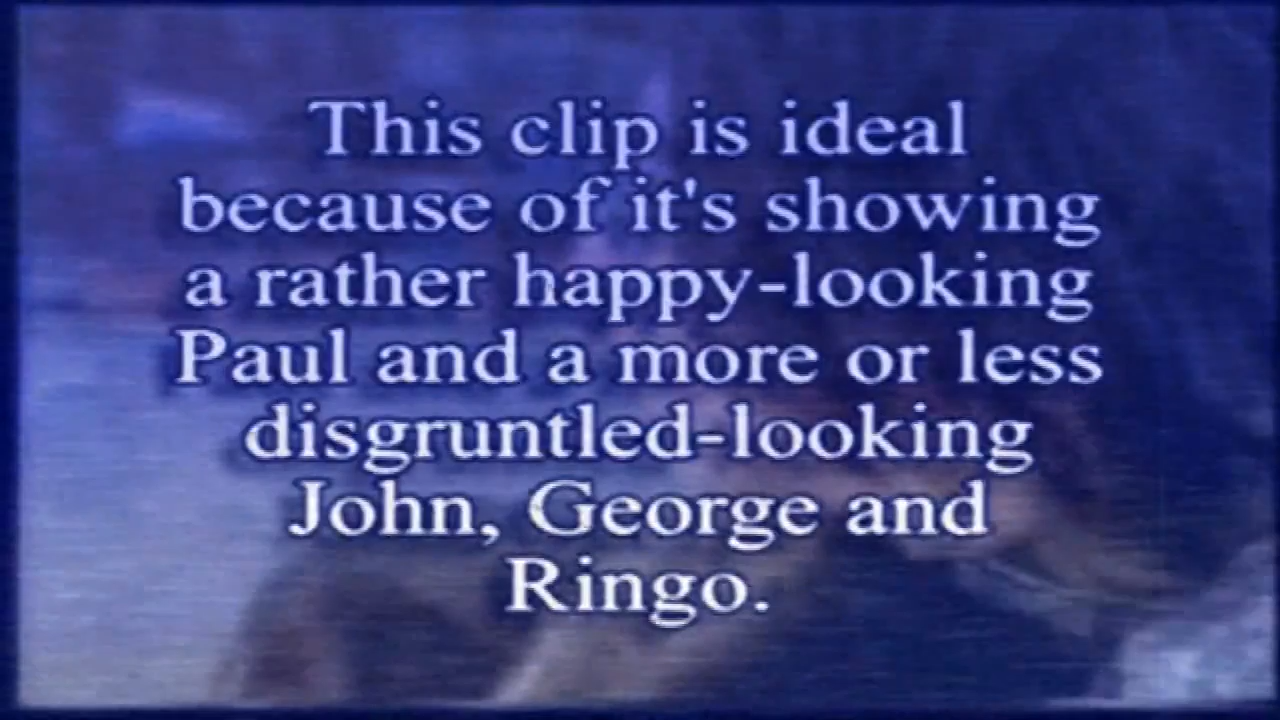 This clip is ideal
because of it's showing
a rather happy-looking
Paul and a more or less
disgruntled-looking
John, George and
Ringo.